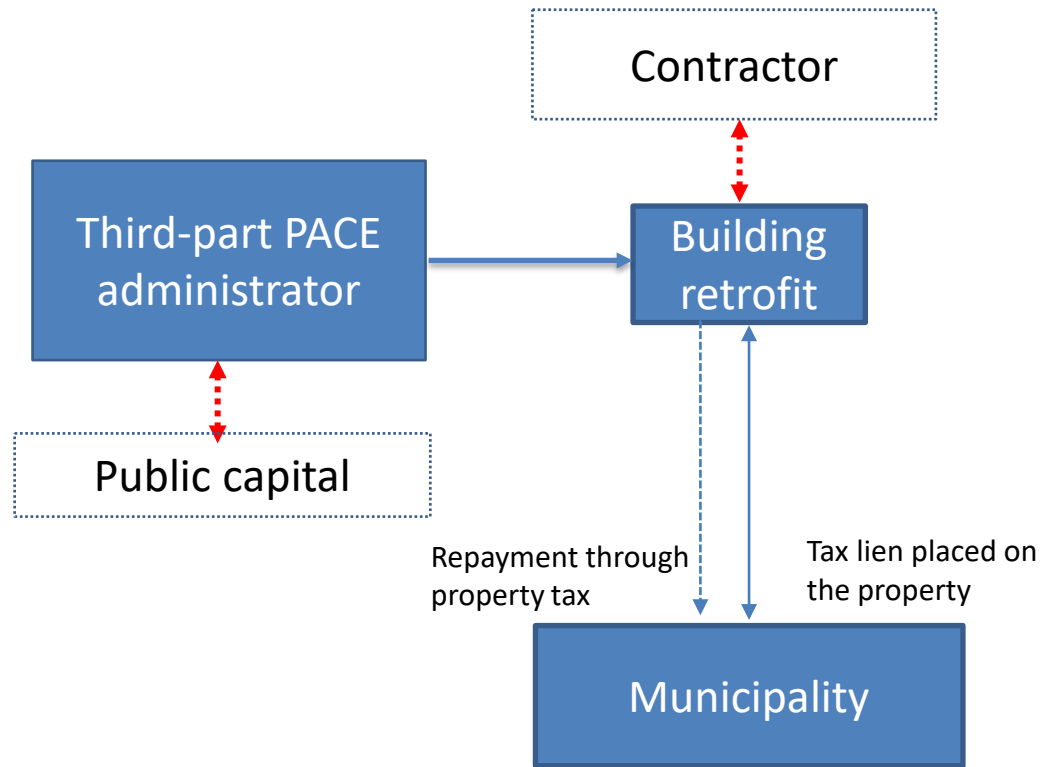 Contractor
Third-part PACE
administrator
Building
retrofit
Public capital
Repayment through
property tax
Tax lien placed on
the property
Municipality